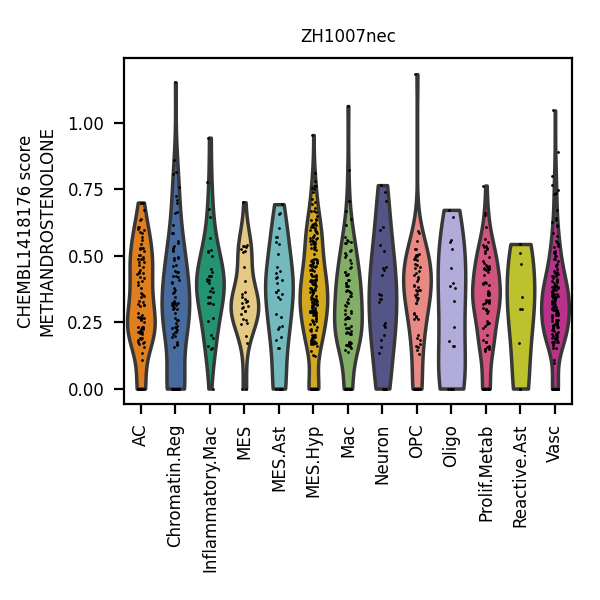 ZH1007nec
CHEMBL1418176 score
METHANDROSTENOLONE
1.00
0.75
0.50
0.25
0.00
AC
Chromatin.Reg
Inflammatory.Mac
MES
MES.Ast
MES.Hyp
Mac
Neuron
OPC
Oligo
Prolif.Metab
Reactive.Ast
Vasc